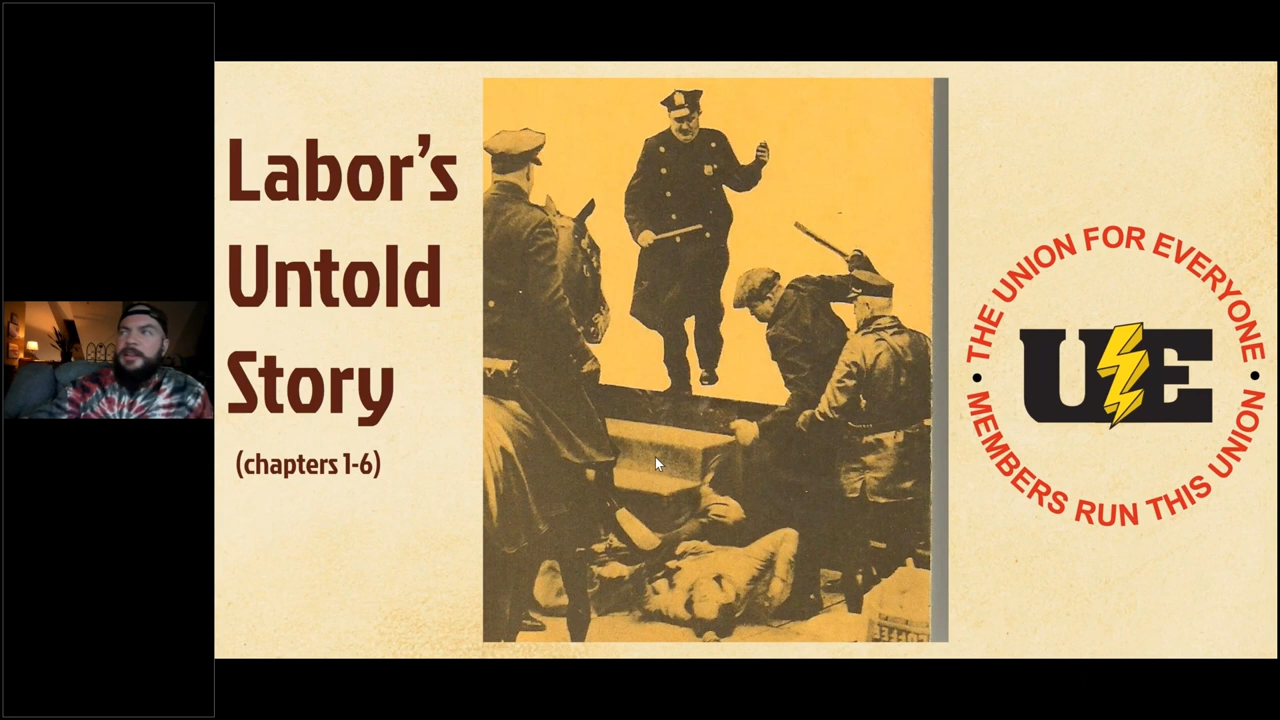 Labor’s
Untold
Story
(chapters 1-6)
THE UNION FOR EVERYONE
UE
• MEMBERS RUN THIS UNION •